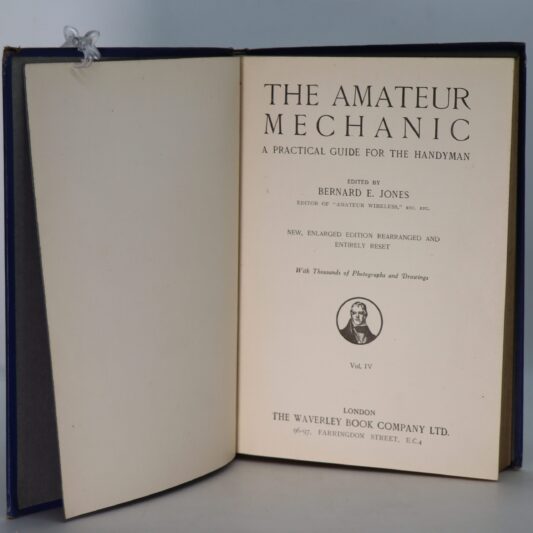 THE AMATEUR
MECHANIC
A PRACTICAL GUIDE FOR THE HANDYMAN
EDITED BY
BERNARD E. JONES
EDITOR OF "AMATEUR WIRELESS," ETC. ETC.
NEW, ENLARGED EDITION REARRANGED AND
ENTIRELY RESET
With Thousands of Photographs and Drawings
Vol. IV
LONDON
THE WAVERLEY BOOK COMPANY LTD.
96-97, FARRINGDON STREET, E.C.4